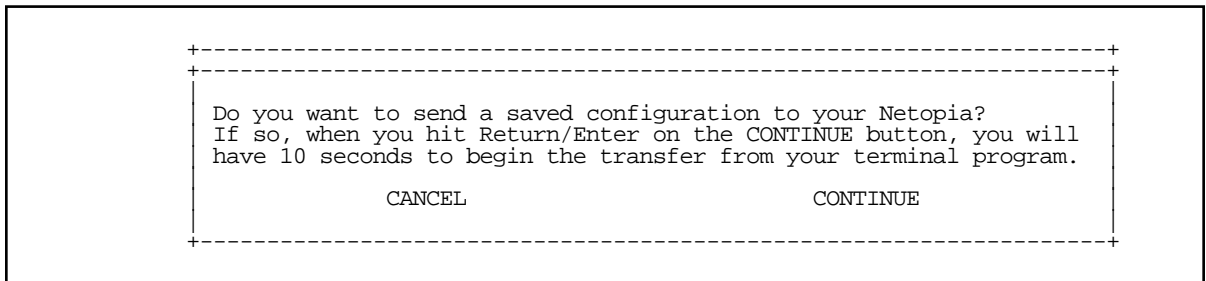 Do you want to send a saved configuration to your Netopia?
If so, when you hit Return/Enter on the CONTINUE button, you will
have 10 seconds to begin the transfer from your terminal program.
CANCEL CONTINUE